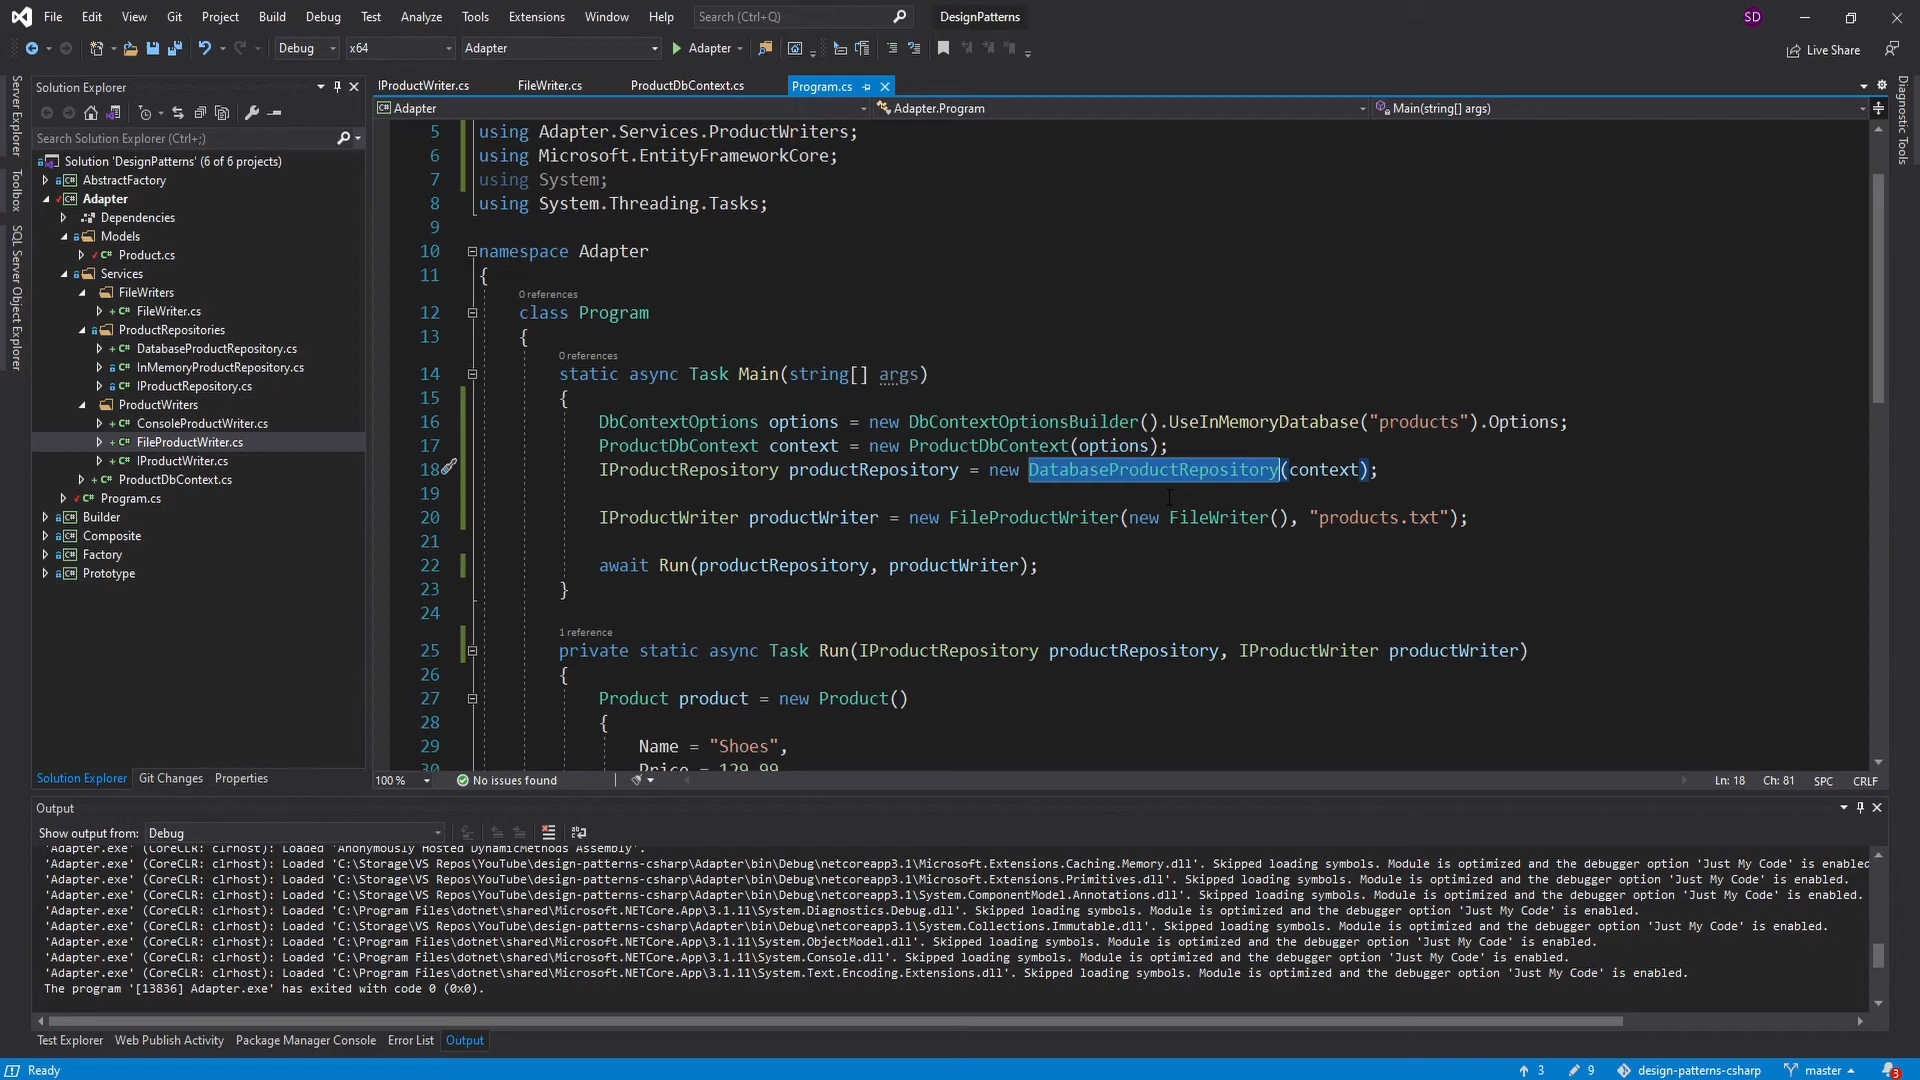 File Edit View Git Project Build Debug Test Analyze Tools Extensions Window Help Search (Ctrl+Q) DesignPatterns SD
Debug x64 Adapter Adapter Live Share
Server Explorer
Toolbox
SQL Server Object Explorer
Solution Explorer
Search Solution Explorer (Ctrl+;)
Solution 'DesignPatterns' (6 of 6 projects)
AbstractFactory
Adapter
Dependencies
Models
Product.cs
Services
FileWriters
FileWriter.cs
ProductRepositories
DatabaseProductRepository.cs
InMemoryProductRepository.cs
IProductRepository.cs
ProductWriters
ConsoleProductWriter.cs
FileProductWriter.cs
IProductWriter.cs
ProductDbContext.cs
Program.cs
Builder
Composite
Factory
Prototype
Solution Explorer Git Changes Properties
IProductWriter.cs FileWriter.cs ProductDbContext.cs Program.cs
Adapter Adapter.Program Main(string[] args)
5 using Adapter.Services.ProductWriters;
6 using Microsoft.EntityFrameworkCore;
7 using System;
8 using System.Threading.Tasks;
9
10 namespace Adapter
11 {
0 references
12 class Program
13 {
0 references
14 static async Task Main(string[] args)
15 {
16 DbContextOptions options = new DbContextOptionsBuilder().UseInMemoryDatabase("products").Options;
17 ProductDbContext context = new ProductDbContext(options);
18 IProductRepository productRepository = new DatabaseProductRepository(context);
19
20 IProductWriter productWriter = new FileProductWriter(new FileWriter(), "products.txt");
21
22 await Run(productRepository, productWriter);
23 }
24
1 reference
25 private static async Task Run(IProductRepository productRepository, IProductWriter productWriter)
26 {
27 Product product = new Product()
28 {
29 Name = "Shoes",
30 Price = 129.99
Diagnostic Tools
100 % No issues found Ln: 18 Ch: 81 SPC CRLF
Output
Show output from: Debug
'Adapter.exe' (CoreCLR: clrhost): Loaded 'Anonymously Hosted DynamicMethods Assembly'.
'Adapter.exe' (CoreCLR: clrhost): Loaded 'C:\Storage\VS Repos\YouTube\design-patterns-csharp\Adapter\bin\Debug\netcoreapp3.1\Microsoft.Extensions.Caching.Memory.dll'. Skipped loading symbols. Module is optimized and the debugger option 'Just My Code' is enabled
'Adapter.exe' (CoreCLR: clrhost): Loaded 'C:\Storage\VS Repos\YouTube\design-patterns-csharp\Adapter\bin\Debug\netcoreapp3.1\Microsoft.Extensions.Primitives.dll'. Skipped loading symbols. Module is optimized and the debugger option 'Just My Code' is enabled.
'Adapter.exe' (CoreCLR: clrhost): Loaded 'C:\Storage\VS Repos\YouTube\design-patterns-csharp\Adapter\bin\Debug\netcoreapp3.1\System.ComponentModel.Annotations.dll'. Skipped loading symbols. Module is optimized and the debugger option 'Just My Code' is enabled.
'Adapter.exe' (CoreCLR: clrhost): Loaded 'C:\Program Files\dotnet\shared\Microsoft.NETCore.App\3.1.11\System.Diagnostics.Debug.dll'. Skipped loading symbols. Module is optimized and the debugger option 'Just My Code' is enabled.
'Adapter.exe' (CoreCLR: clrhost): Loaded 'C:\Storage\VS Repos\YouTube\design-patterns-csharp\Adapter\bin\Debug\netcoreapp3.1\System.Collections.Immutable.dll'. Skipped loading symbols. Module is optimized and the debugger option 'Just My Code' is enabled.
'Adapter.exe' (CoreCLR: clrhost): Loaded 'C:\Program Files\dotnet\shared\Microsoft.NETCore.App\3.1.11\System.ObjectModel.dll'. Skipped loading symbols. Module is optimized and the debugger option 'Just My Code' is enabled.
'Adapter.exe' (CoreCLR: clrhost): Loaded 'C:\Program Files\dotnet\shared\Microsoft.NETCore.App\3.1.11\System.Console.dll'. Skipped loading symbols. Module is optimized and the debugger option 'Just My Code' is enabled.
'Adapter.exe' (CoreCLR: clrhost): Loaded 'C:\Program Files\dotnet\shared\Microsoft.NETCore.App\3.1.11\System.Text.Encoding.Extensions.dll'. Skipped loading symbols. Module is optimized and the debugger option 'Just My Code' is enabled.
The program '[13836] Adapter.exe' has exited with code 0 (0x0).
Test Explorer Web Publish Activity Package Manager Console Error List Output
Ready 3 9 design-patterns-csharp master 3